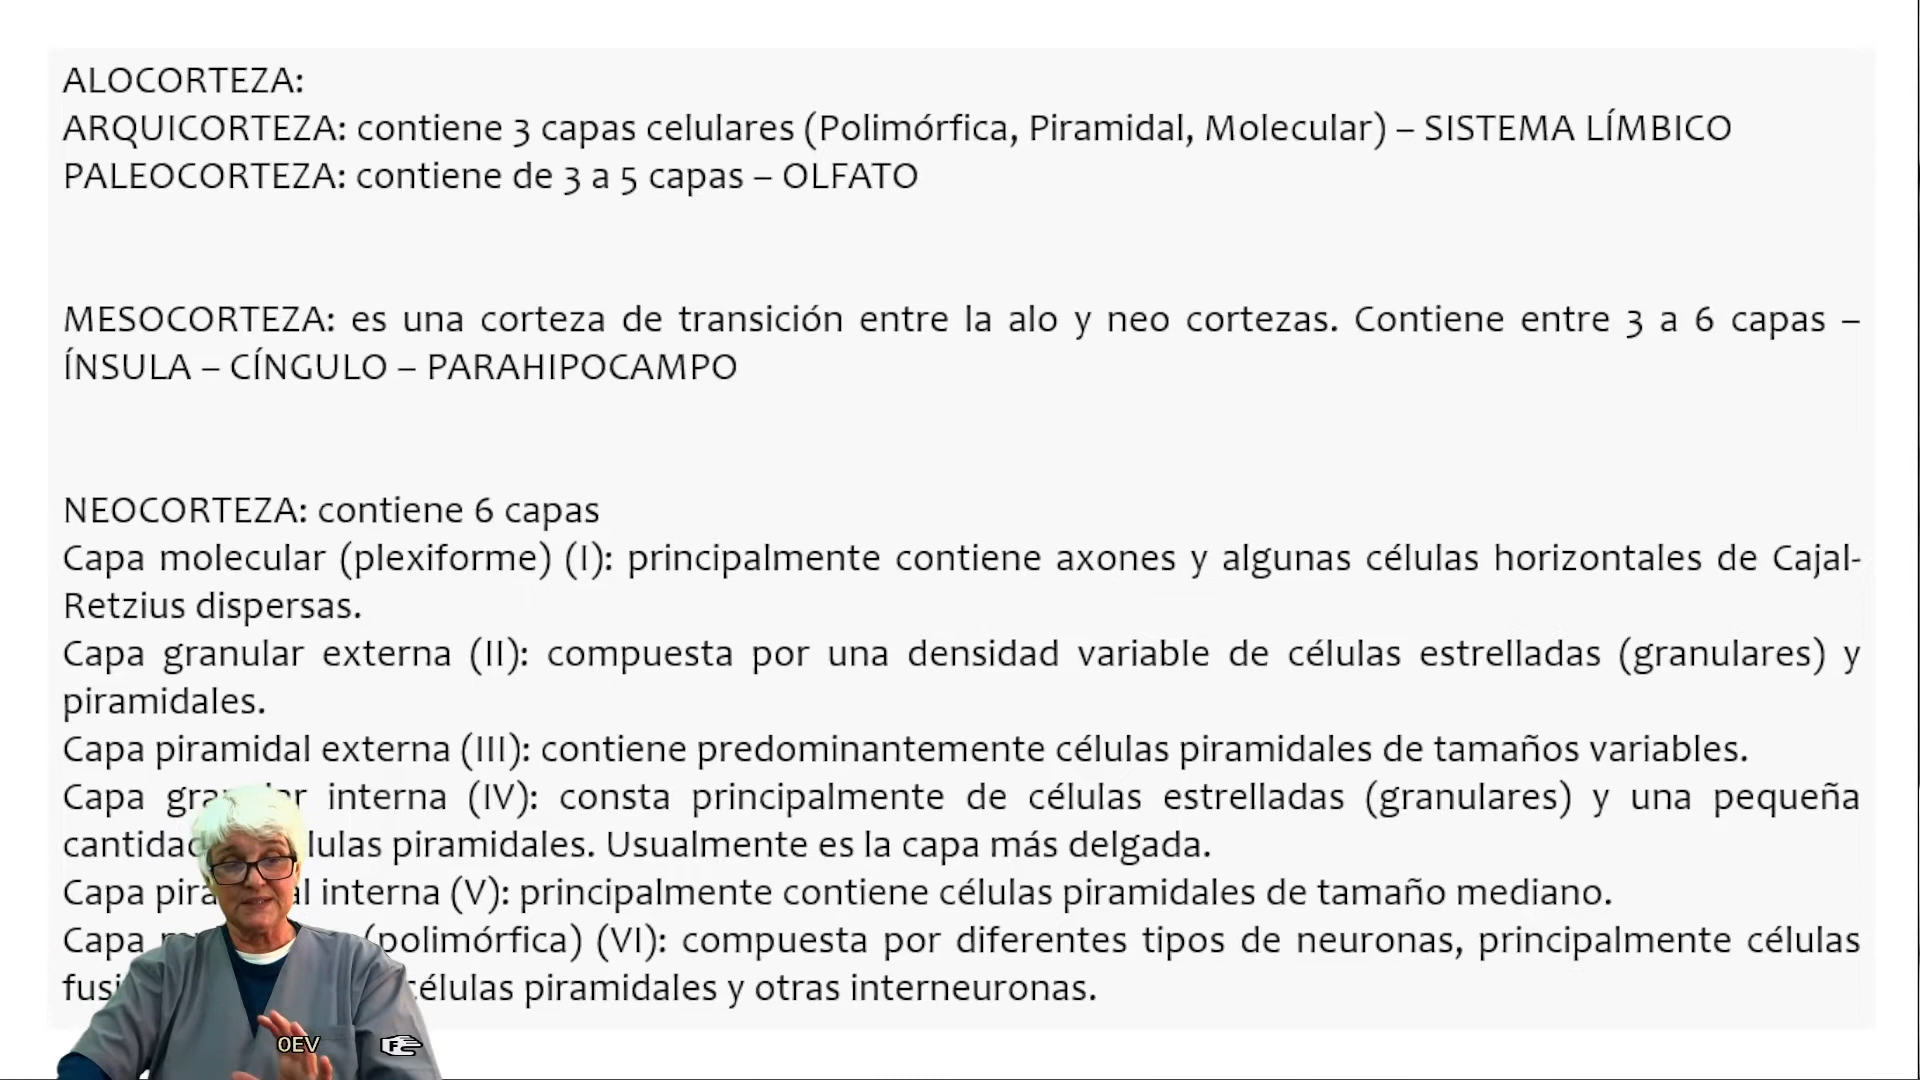 ALOCORTEZA:
ARQUICORTEZA: contiene 3 capas celulares (Polimórfica, Piramidal, Molecular) – SISTEMA LÍMBICO
PALEOCORTEZA: contiene de 3 a 5 capas – OLFATO
MESOCORTEZA: es una corteza de transición entre la alo y neo cortezas. Contiene entre 3 a 6 capas –
ÍNSULA – CÍNGULO – PARAHIPOCAMPO
NEOCORTEZA: contiene 6 capas
Capa molecular (plexiforme) (I): principalmente contiene axones y algunas células horizontales de Cajal-
Retzius dispersas.
Capa granular externa (II): compuesta por una densidad variable de células estrelladas (granulares) y
piramidales.
Capa piramidal externa (III): contiene predominantemente células piramidales de tamaños variables.
Capa interna (IV): consta principalmente de células estrelladas (granulares) y una pequeña
piramidales. Usualmente es la capa más delgada.
Capa interna (V): principalmente contiene células piramidales de tamaño mediano.
Capa (polimórfica) (VI): compuesta por diferentes tipos de neuronas, principalmente células
células piramidales y otras interneuronas.
OEV F